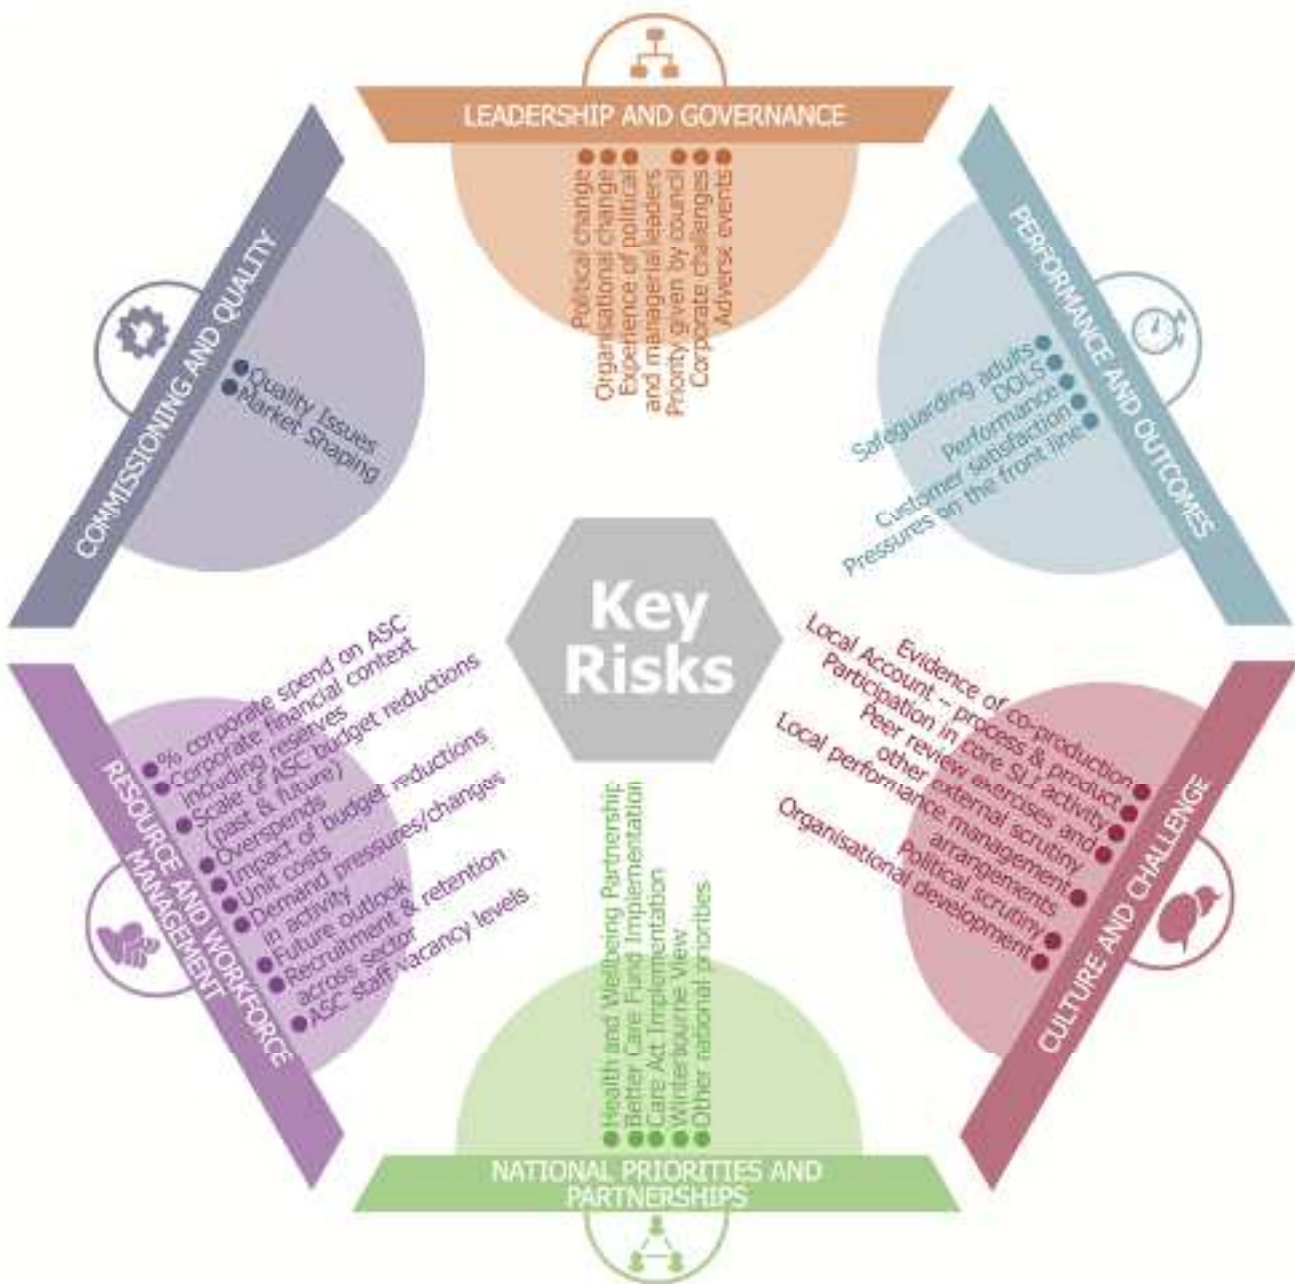 LEADERSHIP AND GOVERNANCE
Political change
Organisational change
Experience of political
and managerial leaders
Priority given by council
Corporate challenges
Adverse events
PERFORMANCE AND OUTCOMES
Safeguarding adults
DOLS
Performance
Customer satisfaction
Pressures on the front line
CULTURE AND CHALLENGE
Evidence of co-production
Local Account – process & product
Participation in core SLI activity
Peer review exercises and
other external scrutiny
Local performance management
arrangements
Political scrutiny
Organisational development
NATIONAL PRIORITIES AND
PARTNERSHIPS
Health and Wellbeing Partnership
Better Care Fund Implementation
Care Act Implementation
Winterbourne View
Other national priorities
RESOURCE AND WORKFORCE
MANAGEMENT
% corporate spend on ASC
Corporate financial context
including reserves
Scale of ASC budget reductions
(past & future)
Overspends
Impact of budget reductions
Unit costs
Demand pressures/changes
in activity
Future outlook
Recruitment & retention
across sector
ASC staff vacancy levels
COMMISSIONING AND QUALITY
Quality Issues
Market Shaping
Key
Risks